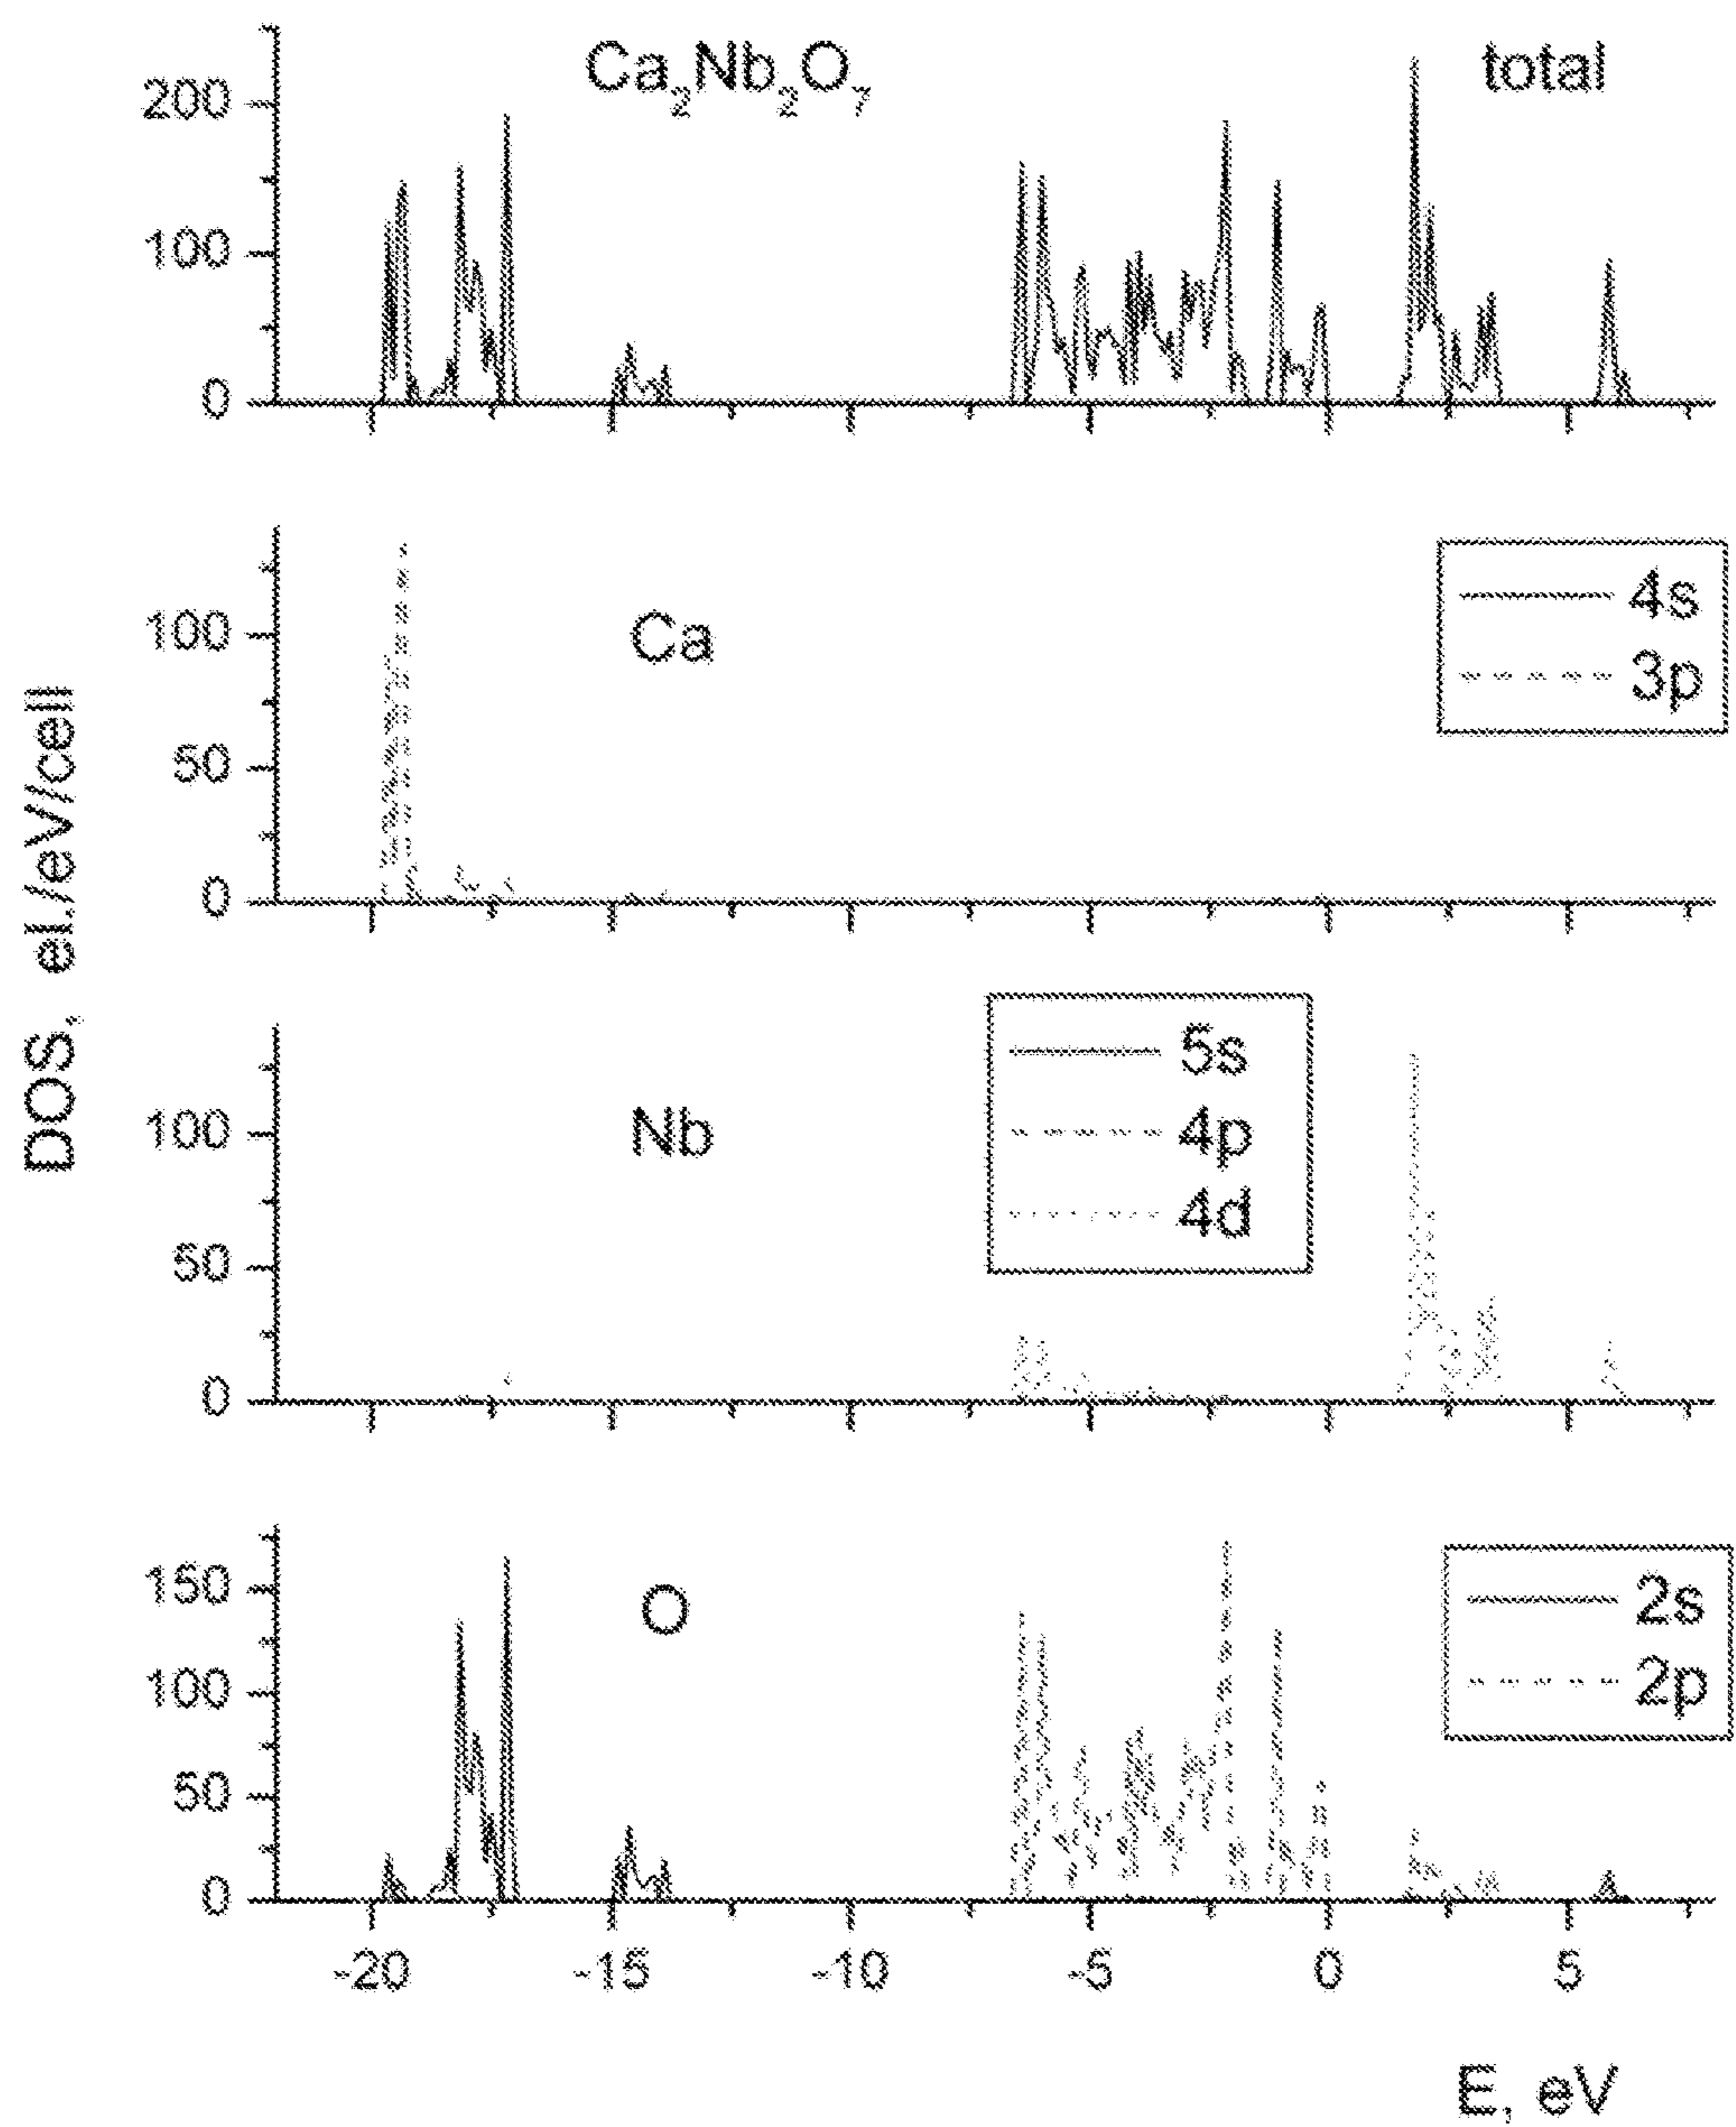 Ca₂Nb₂O₇ total
200
100
0
Ca
4s
3p
100
50
0
DOS, el./eV/cell
Nb
5s
4p
4d
100
50
0
O
2s
2p
150
100
50
0
-20 -15 -10 -5 0 5
E, eV